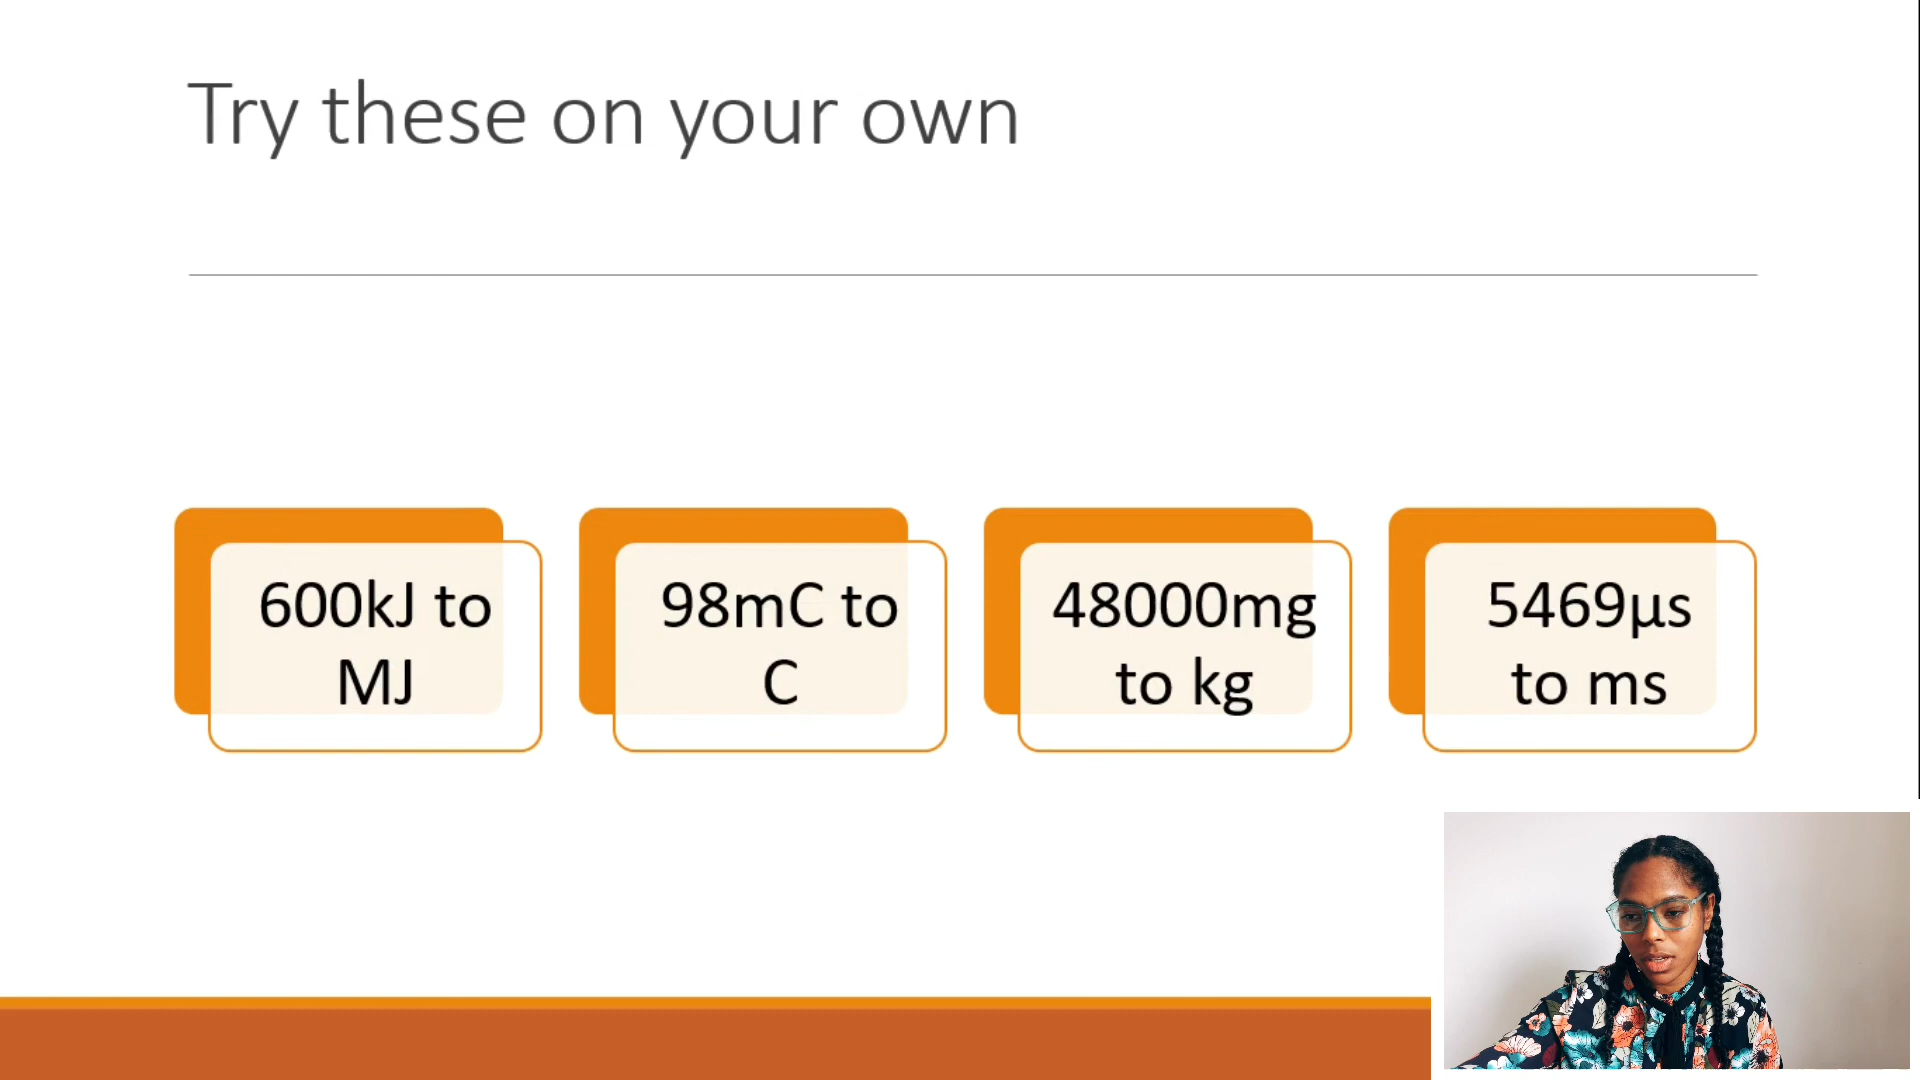 Try these on your own
600kJ to
MJ
98mC to
C
48000mg
to kg
5469µs
to ms